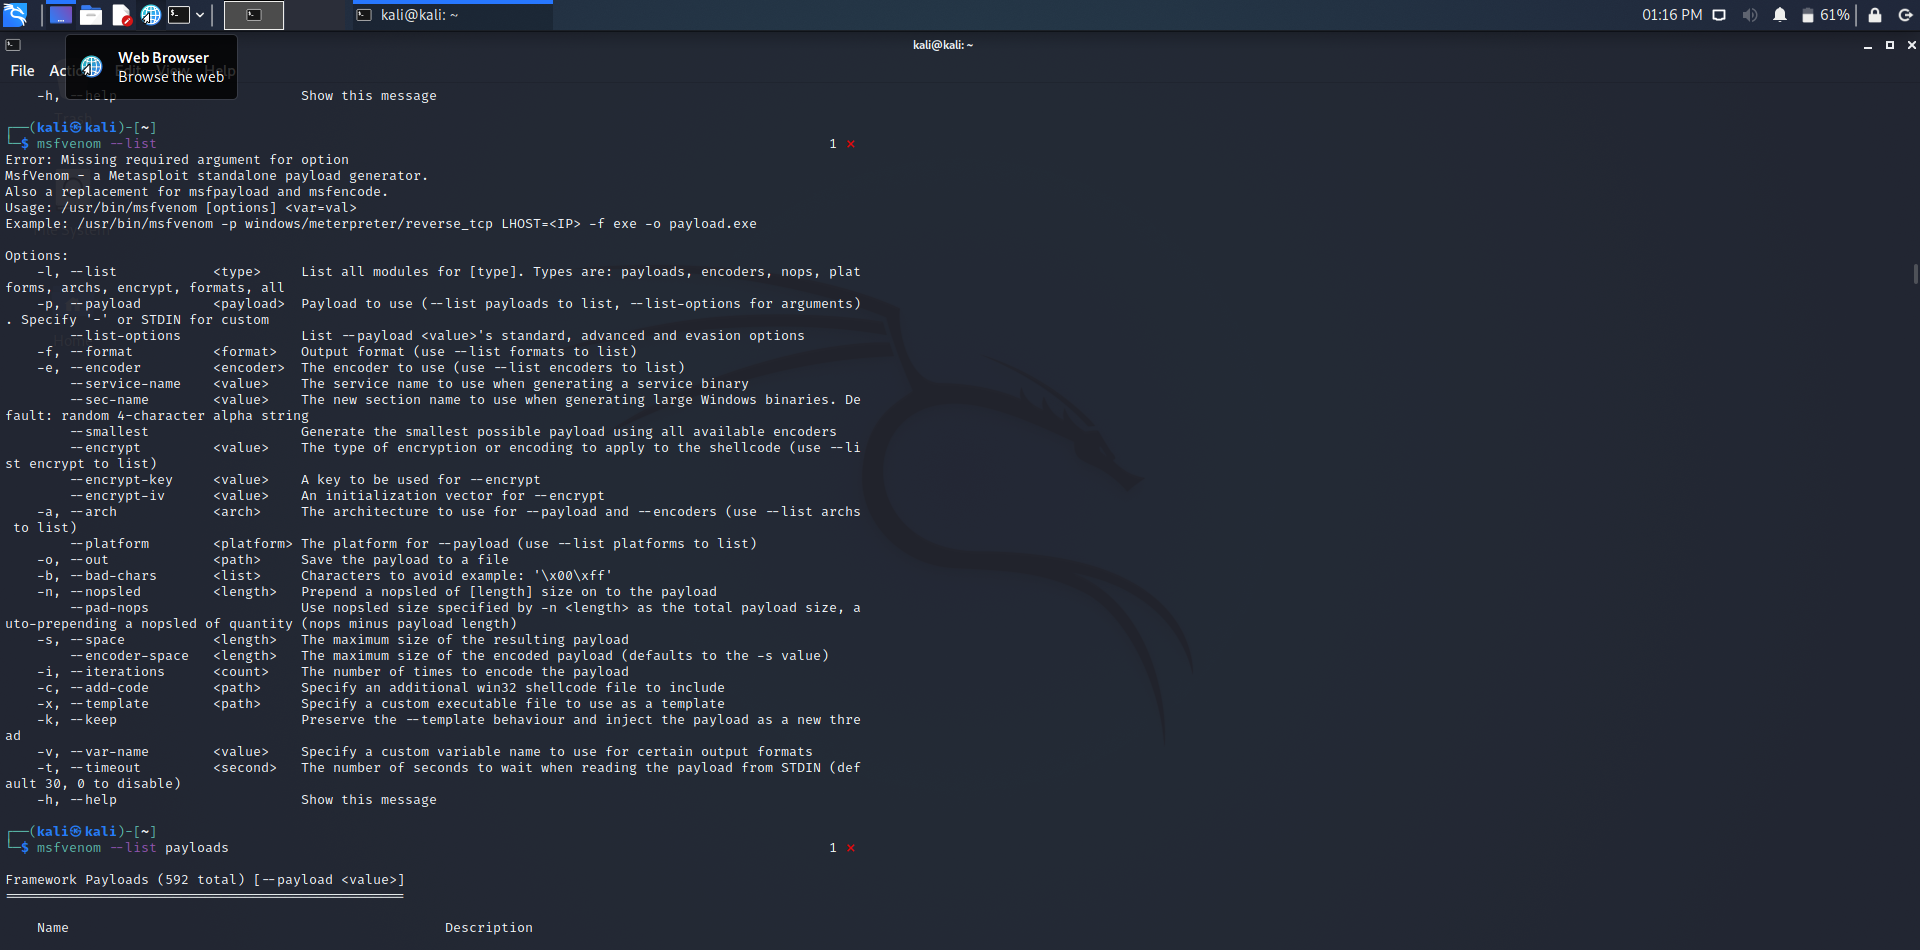 kali@kali: ~
01:16 PM
61%
kali@kali: ~
Web Browser
Browse the web
File Edit View Help
-h, --help Show this message
┌──(kali㉿kali)-[~]
└─$ msfvenom --list 1 ⨯
Error: Missing required argument for option
MsfVenom - a Metasploit standalone payload generator.
Also a replacement for msfpayload and msfencode.
Usage: /usr/bin/msfvenom [options] <var=val>
Example: /usr/bin/msfvenom -p windows/meterpreter/reverse_tcp LHOST=<IP> -f exe -o payload.exe
Options:
-l, --list <type> List all modules for [type]. Types are: payloads, encoders, nops, plat
forms, archs, encrypt, formats, all
-p, --payload <payload> Payload to use (--list payloads to list, --list-options for arguments)
. Specify '-' or STDIN for custom
--list-options List --payload <value>'s standard, advanced and evasion options
-f, --format <format> Output format (use --list formats to list)
-e, --encoder <encoder> The encoder to use (use --list encoders to list)
--service-name <value> The service name to use when generating a service binary
--sec-name <value> The new section name to use when generating large Windows binaries. De
fault: random 4-character alpha string
--smallest Generate the smallest possible payload using all available encoders
--encrypt <value> The type of encryption or encoding to apply to the shellcode (use --li
st encrypt to list)
--encrypt-key <value> A key to be used for --encrypt
--encrypt-iv <value> An initialization vector for --encrypt
-a, --arch <arch> The architecture to use for --payload and --encoders (use --list archs
to list)
--platform <platform> The platform for --payload (use --list platforms to list)
-o, --out <path> Save the payload to a file
-b, --bad-chars <list> Characters to avoid example: '\x00\xff'
-n, --nopsled <length> Prepend a nopsled of [length] size on to the payload
--pad-nops Use nopsled size specified by -n <length> as the total payload size, a
uto-prepending a nopsled of quantity (nops minus payload length)
-s, --space <length> The maximum size of the resulting payload
--encoder-space <length> The maximum size of the encoded payload (defaults to the -s value)
-i, --iterations <count> The number of times to encode the payload
-c, --add-code <path> Specify an additional win32 shellcode file to include
-x, --template <path> Specify a custom executable file to use as a template
-k, --keep Preserve the --template behaviour and inject the payload as a new thre
ad
-v, --var-name <value> Specify a custom variable name to use for certain output formats
-t, --timeout <second> The number of seconds to wait when reading the payload from STDIN (def
ault 30, 0 to disable)
-h, --help Show this message
┌──(kali㉿kali)-[~]
└─$ msfvenom --list payloads 1 ⨯
Framework Payloads (592 total) [--payload <value>]
Name Description